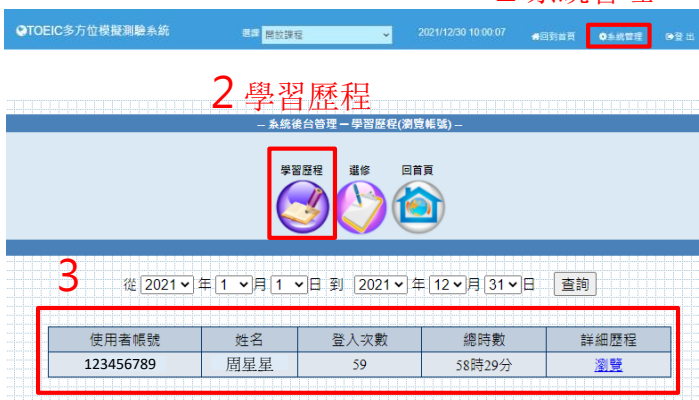 TOEIC多方位模擬測驗系統 選課 開放課程 2021/12/30 10:00:07 回到首頁 系統管理 登出
2 學習歷程
– 系統後台管理 – 學習歷程(瀏覽帳號) –
學習歷程 選修 回首頁
3
從 2021 年 1 月 1 日 到 2021 年 12 月 31 日 查詢
使用者帳號 姓名 登入次數 總時數 詳細歷程
123456789 周星星 59 58時29分 瀏覽